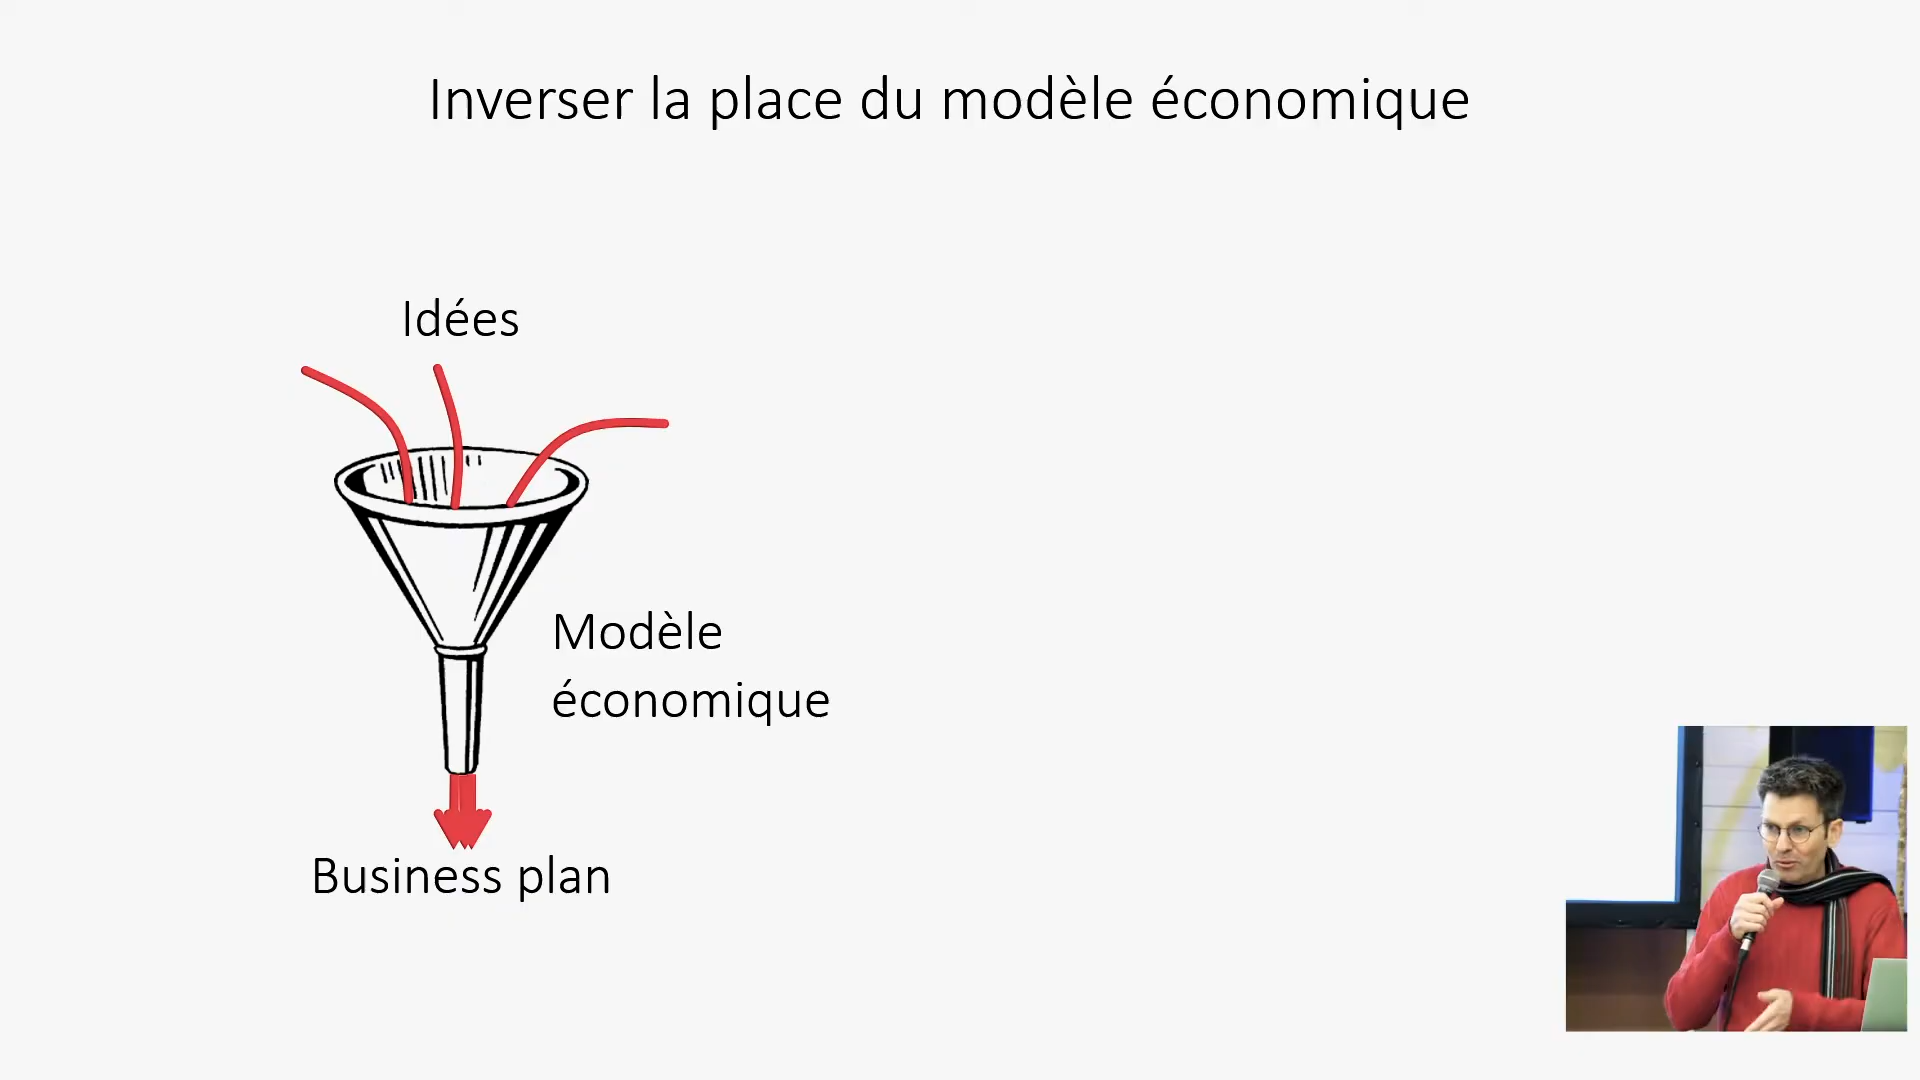 Inverser la place du modèle économique
Idées
Modèle
économique
Business plan